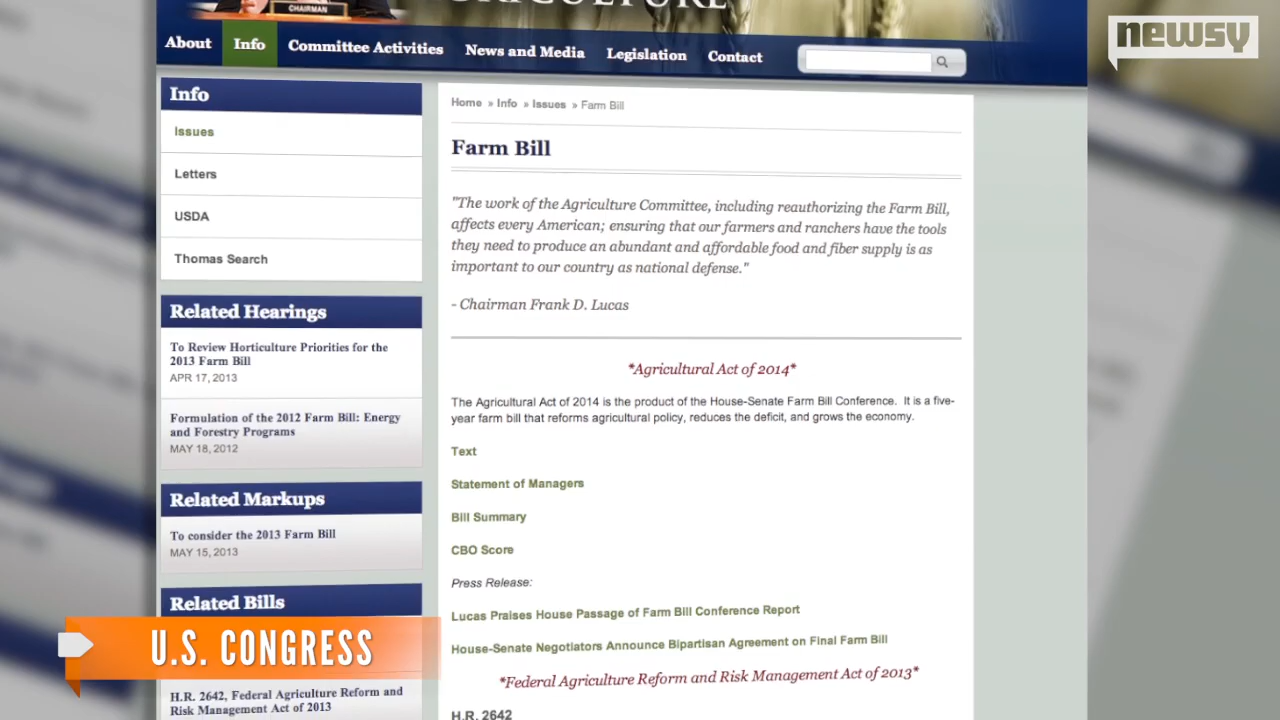 CHAIRMAN
AGRICULTURE
newsy
About
Info
Committee Activities
News and Media
Legislation
Contact
Info
Issues
Letters
USDA
Thomas Search
Related Hearings
To Review Horticulture Priorities for the
2013 Farm Bill
APR 17, 2013
Formulation of the 2012 Farm Bill: Energy
and Forestry Programs
MAY 18, 2012
Related Markups
To consider the 2013 Farm Bill
MAY 15, 2013
Related Bills
U.S. CONGRESS
H.R. 2642, Federal Agriculture Reform and
Risk Management Act of 2013
Home » Info » Issues » Farm Bill
Farm Bill
"The work of the Agriculture Committee, including reauthorizing the Farm Bill,
affects every American; ensuring that our farmers and ranchers have the tools
they need to produce an abundant and affordable food and fiber supply is as
important to our country as national defense."
- Chairman Frank D. Lucas
*Agricultural Act of 2014*
The Agricultural Act of 2014 is the product of the House-Senate Farm Bill Conference. It is a five-
year farm bill that reforms agricultural policy, reduces the deficit, and grows the economy.
Text
Statement of Managers
Bill Summary
CBO Score
Press Release:
Lucas Praises House Passage of Farm Bill Conference Report
House-Senate Negotiators Announce Bipartisan Agreement on Final Farm Bill
*Federal Agriculture Reform and Risk Management Act of 2013*
H.R. 2642